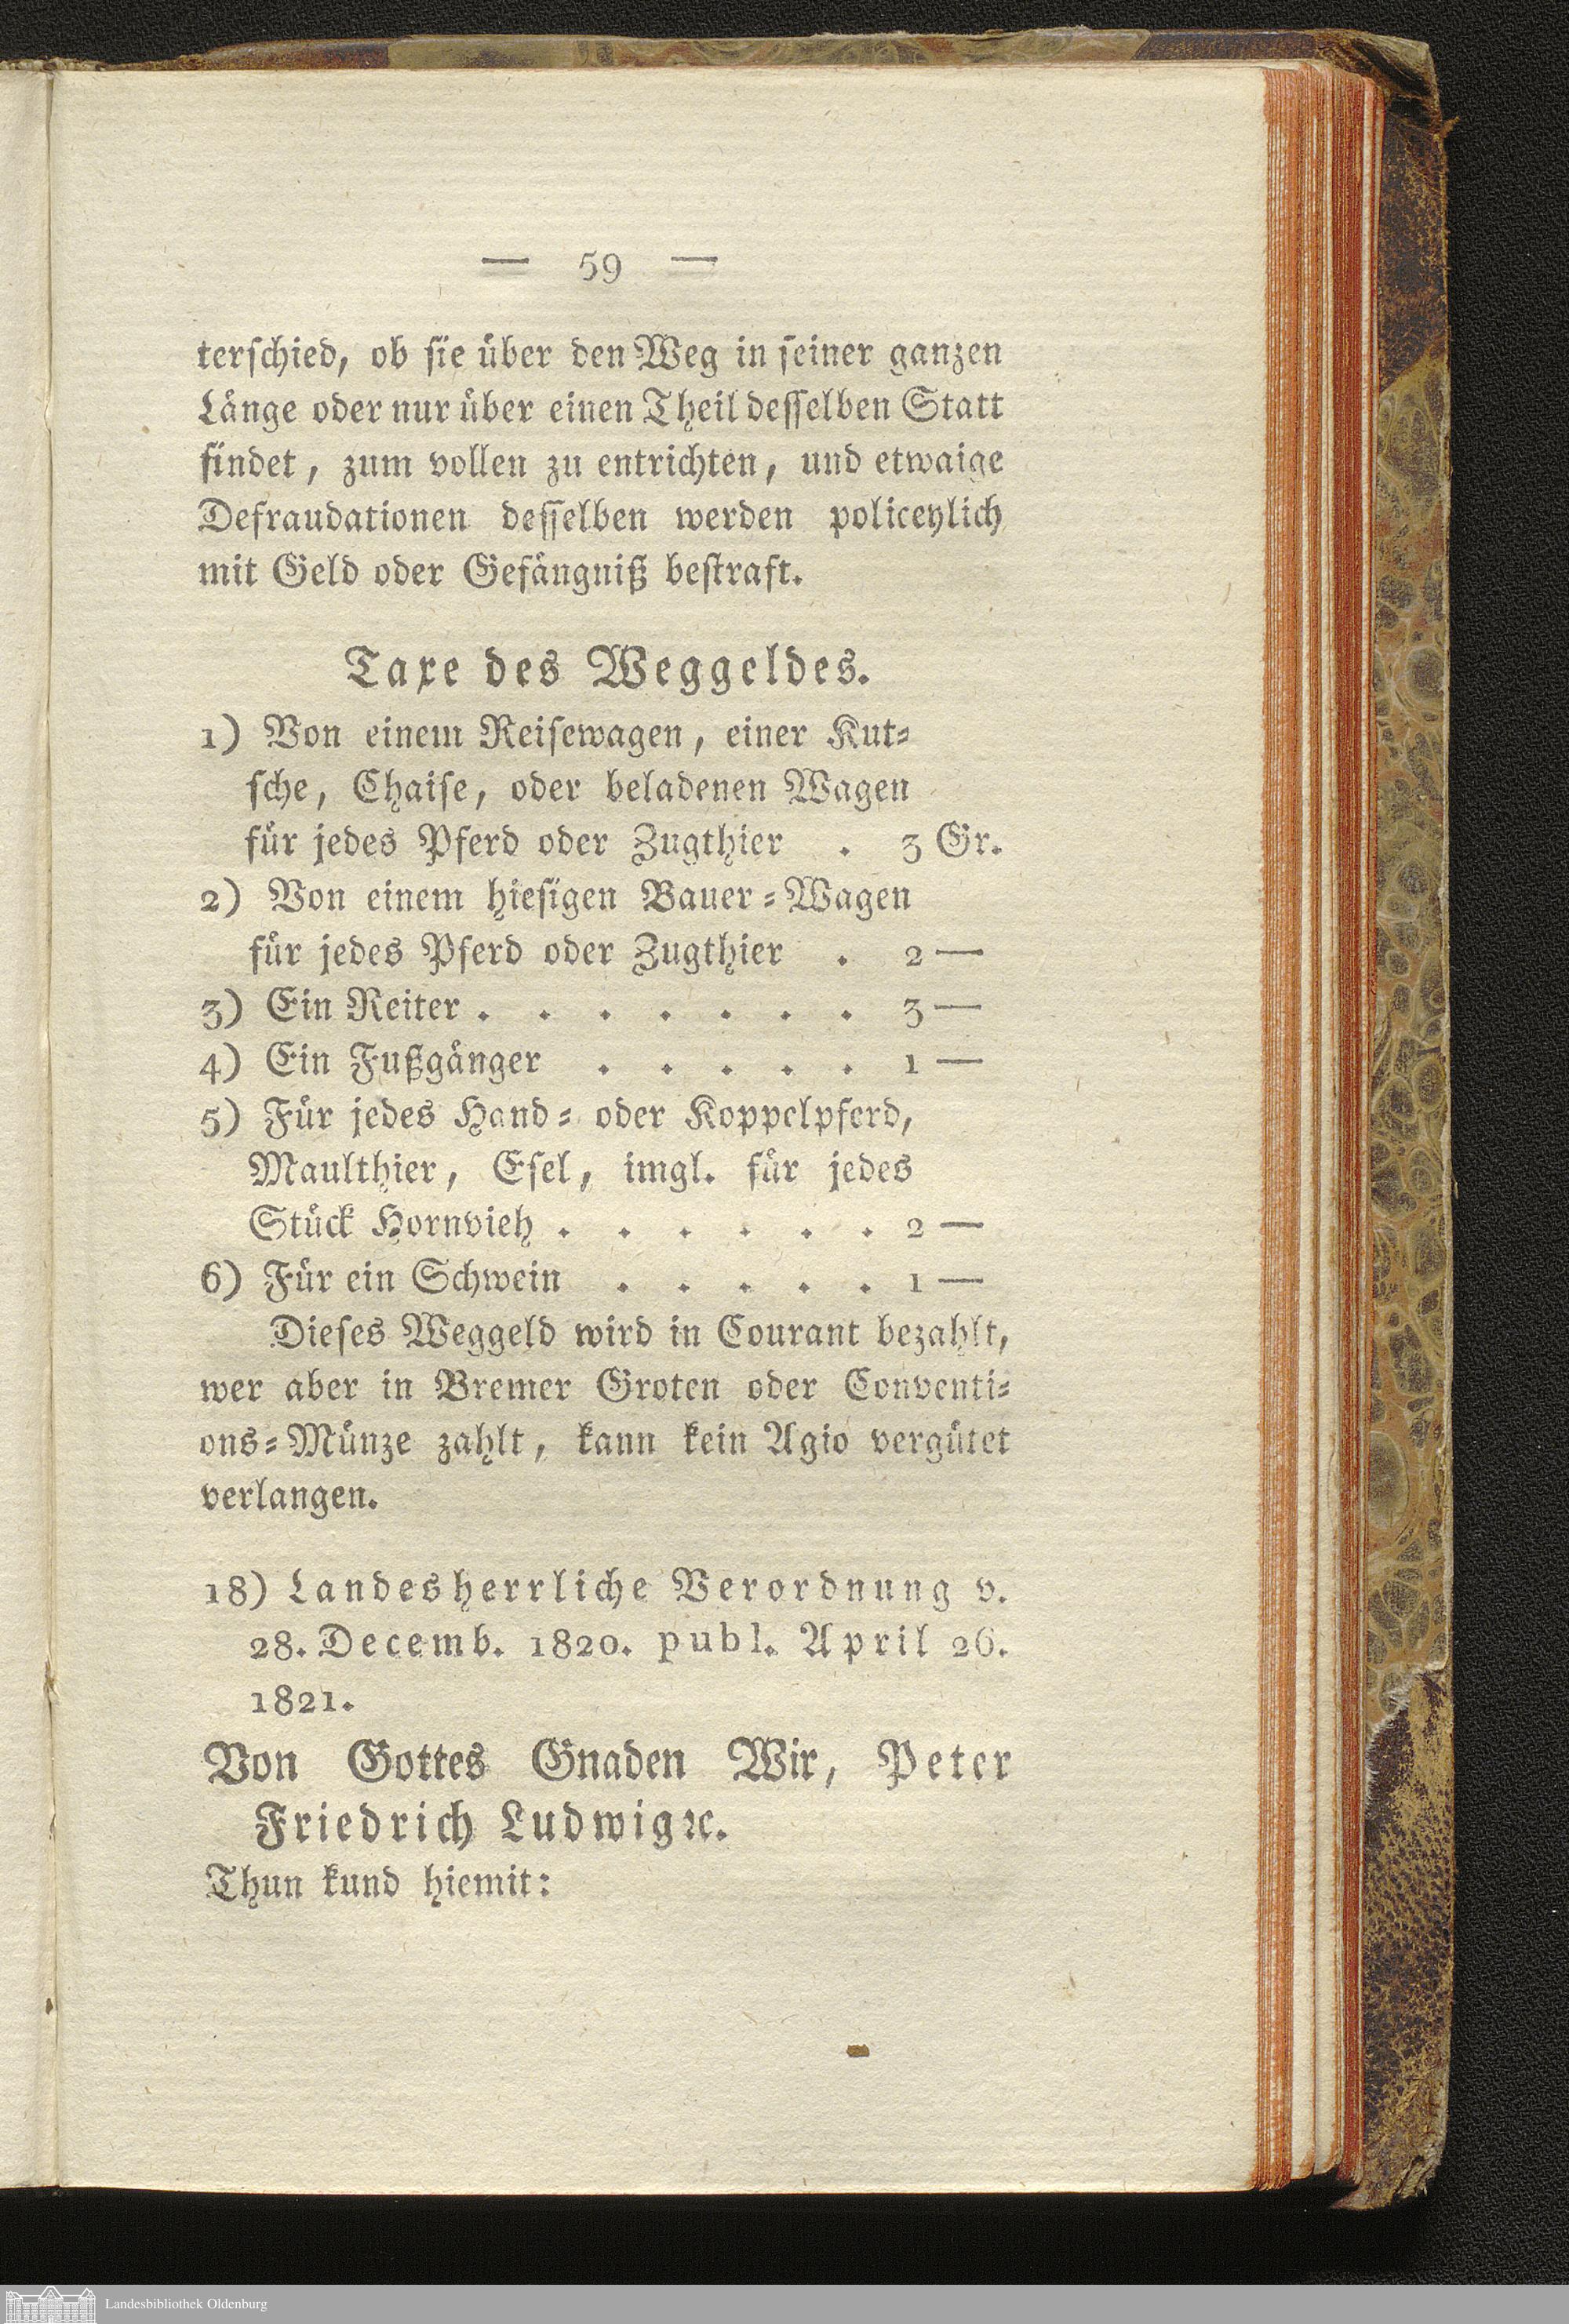 — 59 —
terschied, ob sie über den Weg in seiner ganzen
Länge oder nur über einen Theil desselben Statt
findet, zum vollen zu entrichten, und etwaige
Defraudationen desselben werden policeylich
mit Geld oder Gefängniß bestraft.
Taxe des Weggeldes.
1) Von einem Reisewagen, einer Kut=
sche, Chaise, oder beladenen Wagen
für jedes Pferd oder Zugthier . 3 Gr.
2) Von einem hiesigen Bauer=Wagen
für jedes Pferd oder Zugthier . 2 —
3) Ein Reiter . . . . . . . 3 —
4) Ein Fußgänger . . . . . 1 —
5) Für jedes Hand= oder Koppelpferd,
Maulthier, Esel, imgl. für jedes
Stück Hornvieh . . . . . . 2 —
6) Für ein Schwein . . . . . 1 —
Dieses Weggeld wird in Courant bezahlt,
wer aber in Bremer Groten oder Conventi=
ons=Münze zahlt, kann kein Agio vergütet
verlangen.
18) Landesherrliche Verordnung v.
28. Decemb. 1820. publ. April 26.
1821.
Von Gottes Gnaden Wir, Peter
Friedrich Ludwig ꝛc.
Thun kund hiemit:
Landesbibliothek Oldenburg